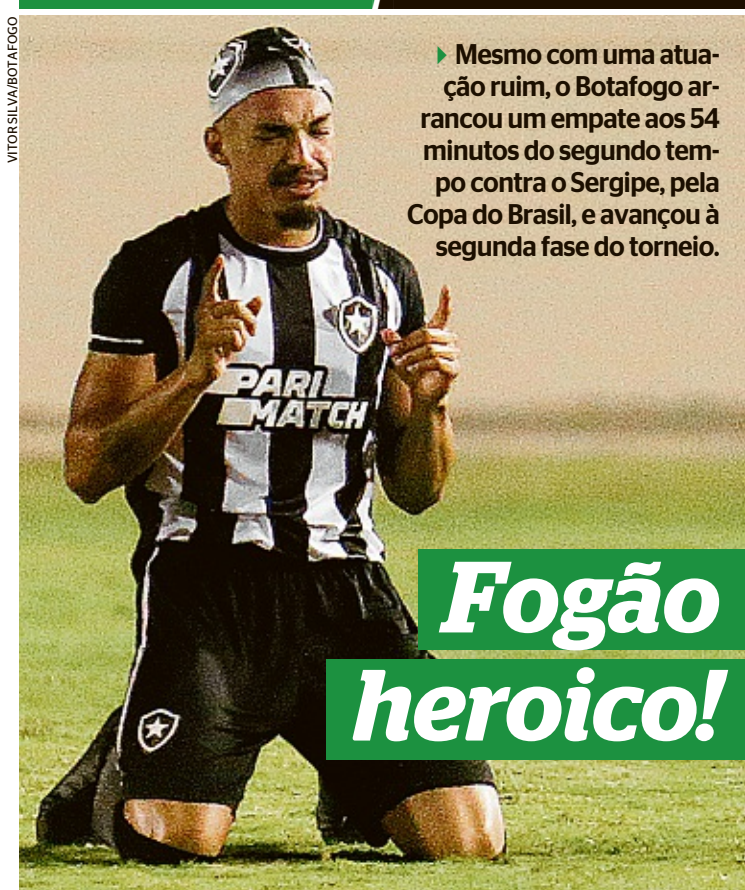 VITOR SILVA/BOTAFOGO
Mesmo com uma atua-
ção ruim, o Botafogo ar-
rancou um empate aos 54
minutos do segundo tem-
po contra o Sergipe, pela
Copa do Brasil, e avançou à
segunda fase do torneio.
PARI
MATCH
Fogão
heroico!